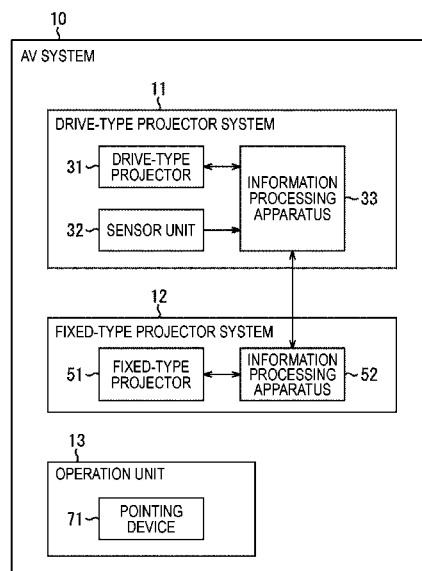 10
AV SYSTEM
11
DRIVE-TYPE PROJECTOR SYSTEM
31
DRIVE-TYPE
PROJECTOR
INFORMATION
PROCESSING
APPARATUS
33
32
SENSOR UNIT
12
FIXED-TYPE PROJECTOR SYSTEM
51
FIXED-TYPE
PROJECTOR
INFORMATION
PROCESSING
APPARATUS
52
13
OPERATION UNIT
71
POINTING
DEVICE